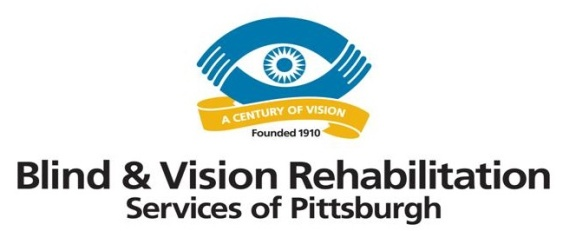 A CENTURY OF VISION
Founded 1910
Blind & Vision Rehabilitation
Services of Pittsburgh